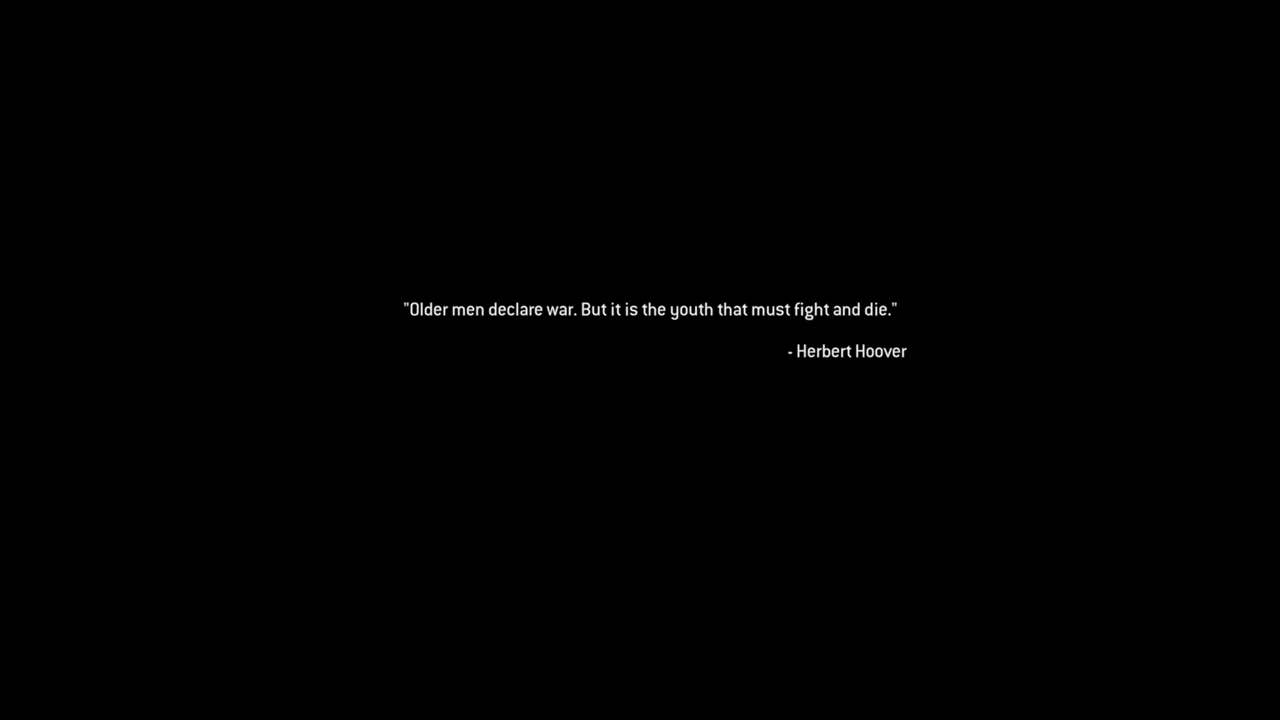 "Older men declare war. But it is the youth that must fight and die."
- Herbert Hoover